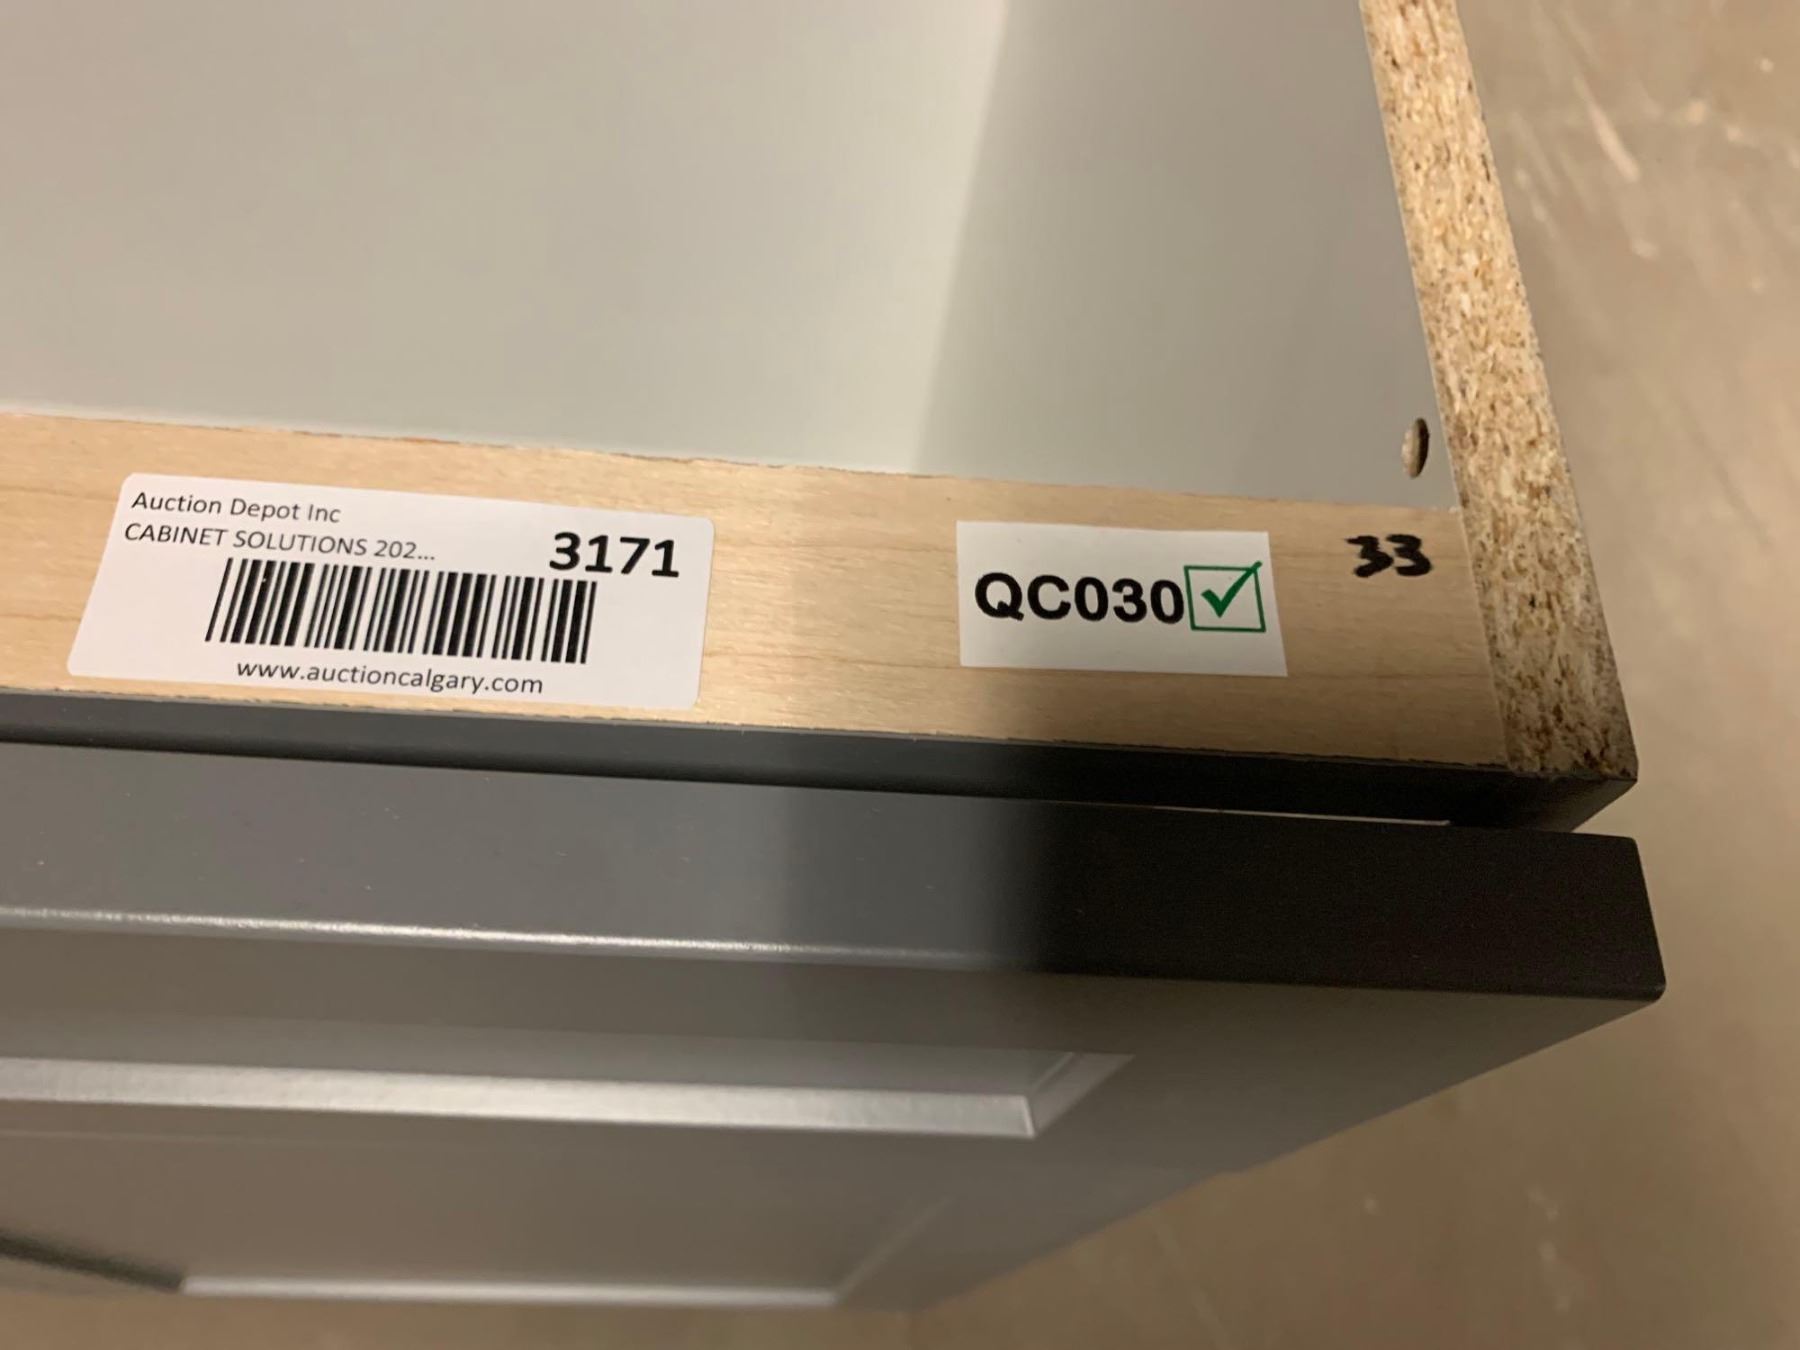 Auction Depot Inc
CABINET SOLUTIONS 202...
3171
www.auctioncalgary.com
QC030
33